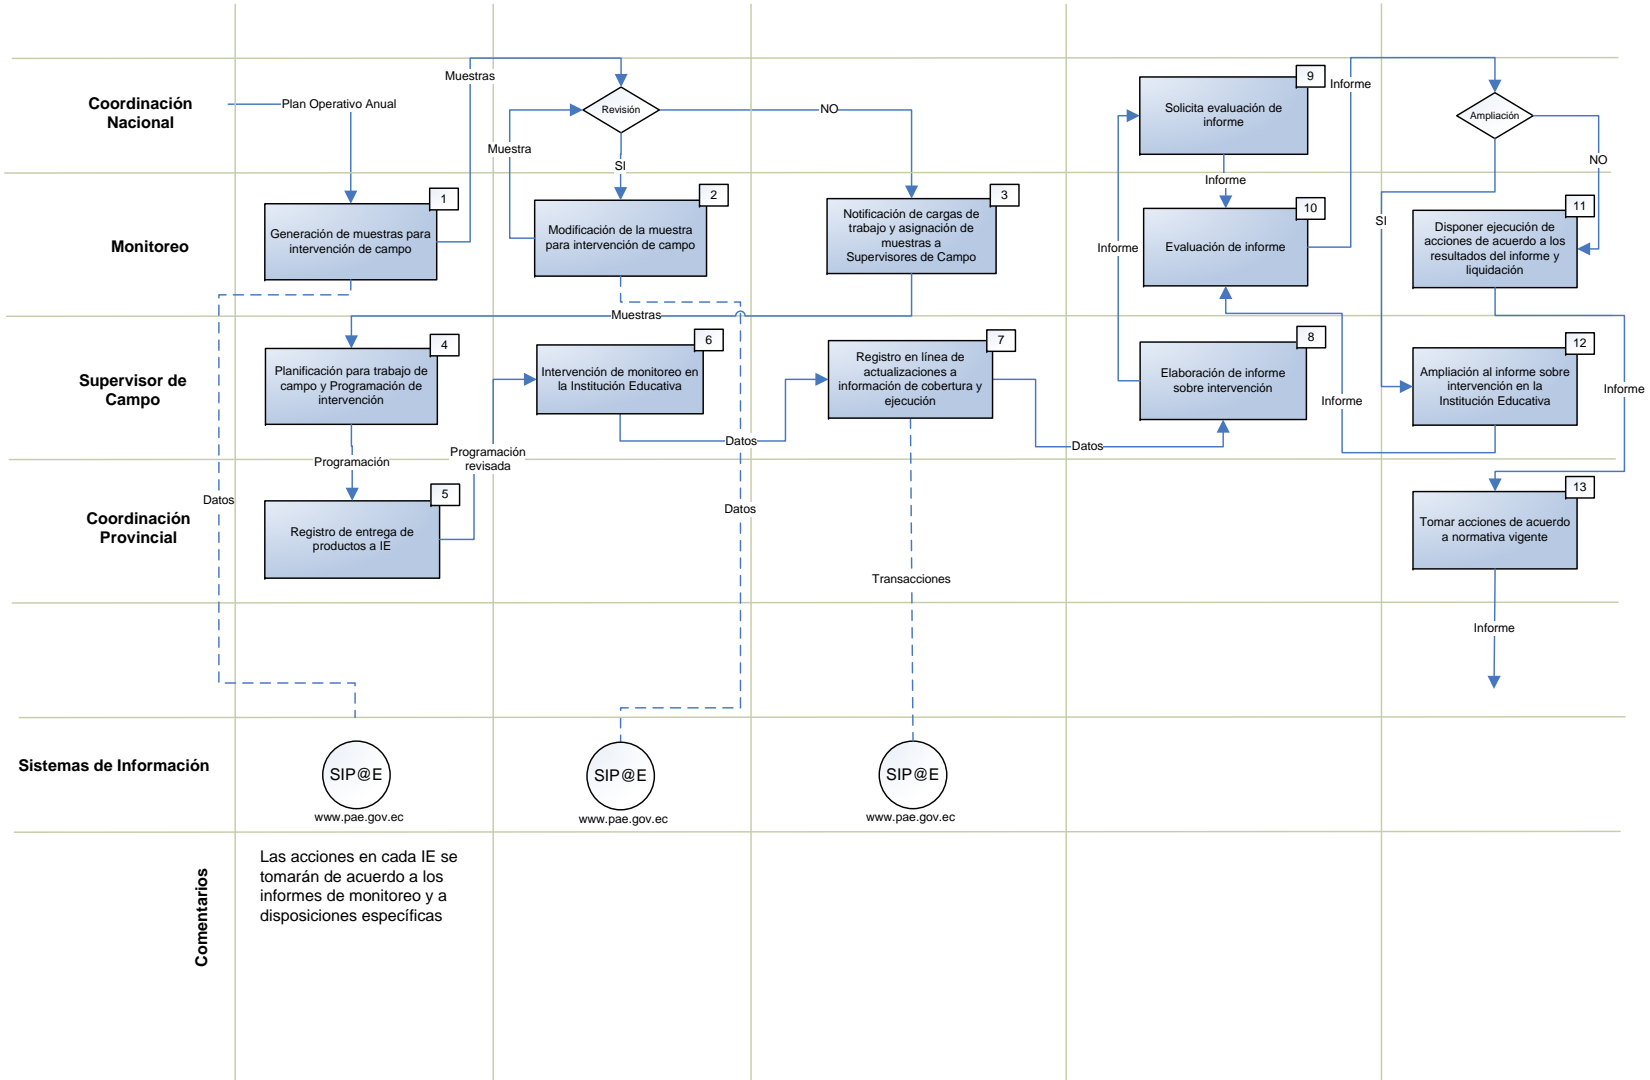 Muestras
Coordinación
Nacional
Plan Operativo Anual
Revisión
NO
SI
Muestra
9
Solicita evaluación de
informe
Informe
Informe
Ampliación
NO
Monitoreo
1
Generación de muestras para
intervención de campo
2
Modificación de la muestra
para intervención de campo
3
Notificación de cargas de
trabajo y asignación de
muestras a
Supervisores de Campo
Informe
10
Evaluación de informe
SI
11
Disponer ejecución de
acciones de acuerdo a los
resultados del informe y
liquidación
Muestras
Supervisor de
Campo
4
Planificación para trabajo de
campo y Programación de
intervención
6
Intervención de monitoreo en
la Institución Educativa
7
Registro en línea de
actualizaciones a
información de cobertura y
ejecución
8
Elaboración de informe
sobre intervención
Informe
12
Ampliación al informe sobre
intervención en la
Institución Educativa
Informe
Programación
Programación
revisada
Datos
Datos
Coordinación
Provincial
Datos
5
Registro de entrega de
productos a IE
Datos
Transacciones
13
Tomar acciones de acuerdo
a normativa vigente
Informe
Sistemas de Información
SIP@E
www.pae.gov.ec
SIP@E
www.pae.gov.ec
SIP@E
www.pae.gov.ec
Comentarios
Las acciones en cada IE se
tomarán de acuerdo a los
informes de monitoreo y a
disposiciones específicas